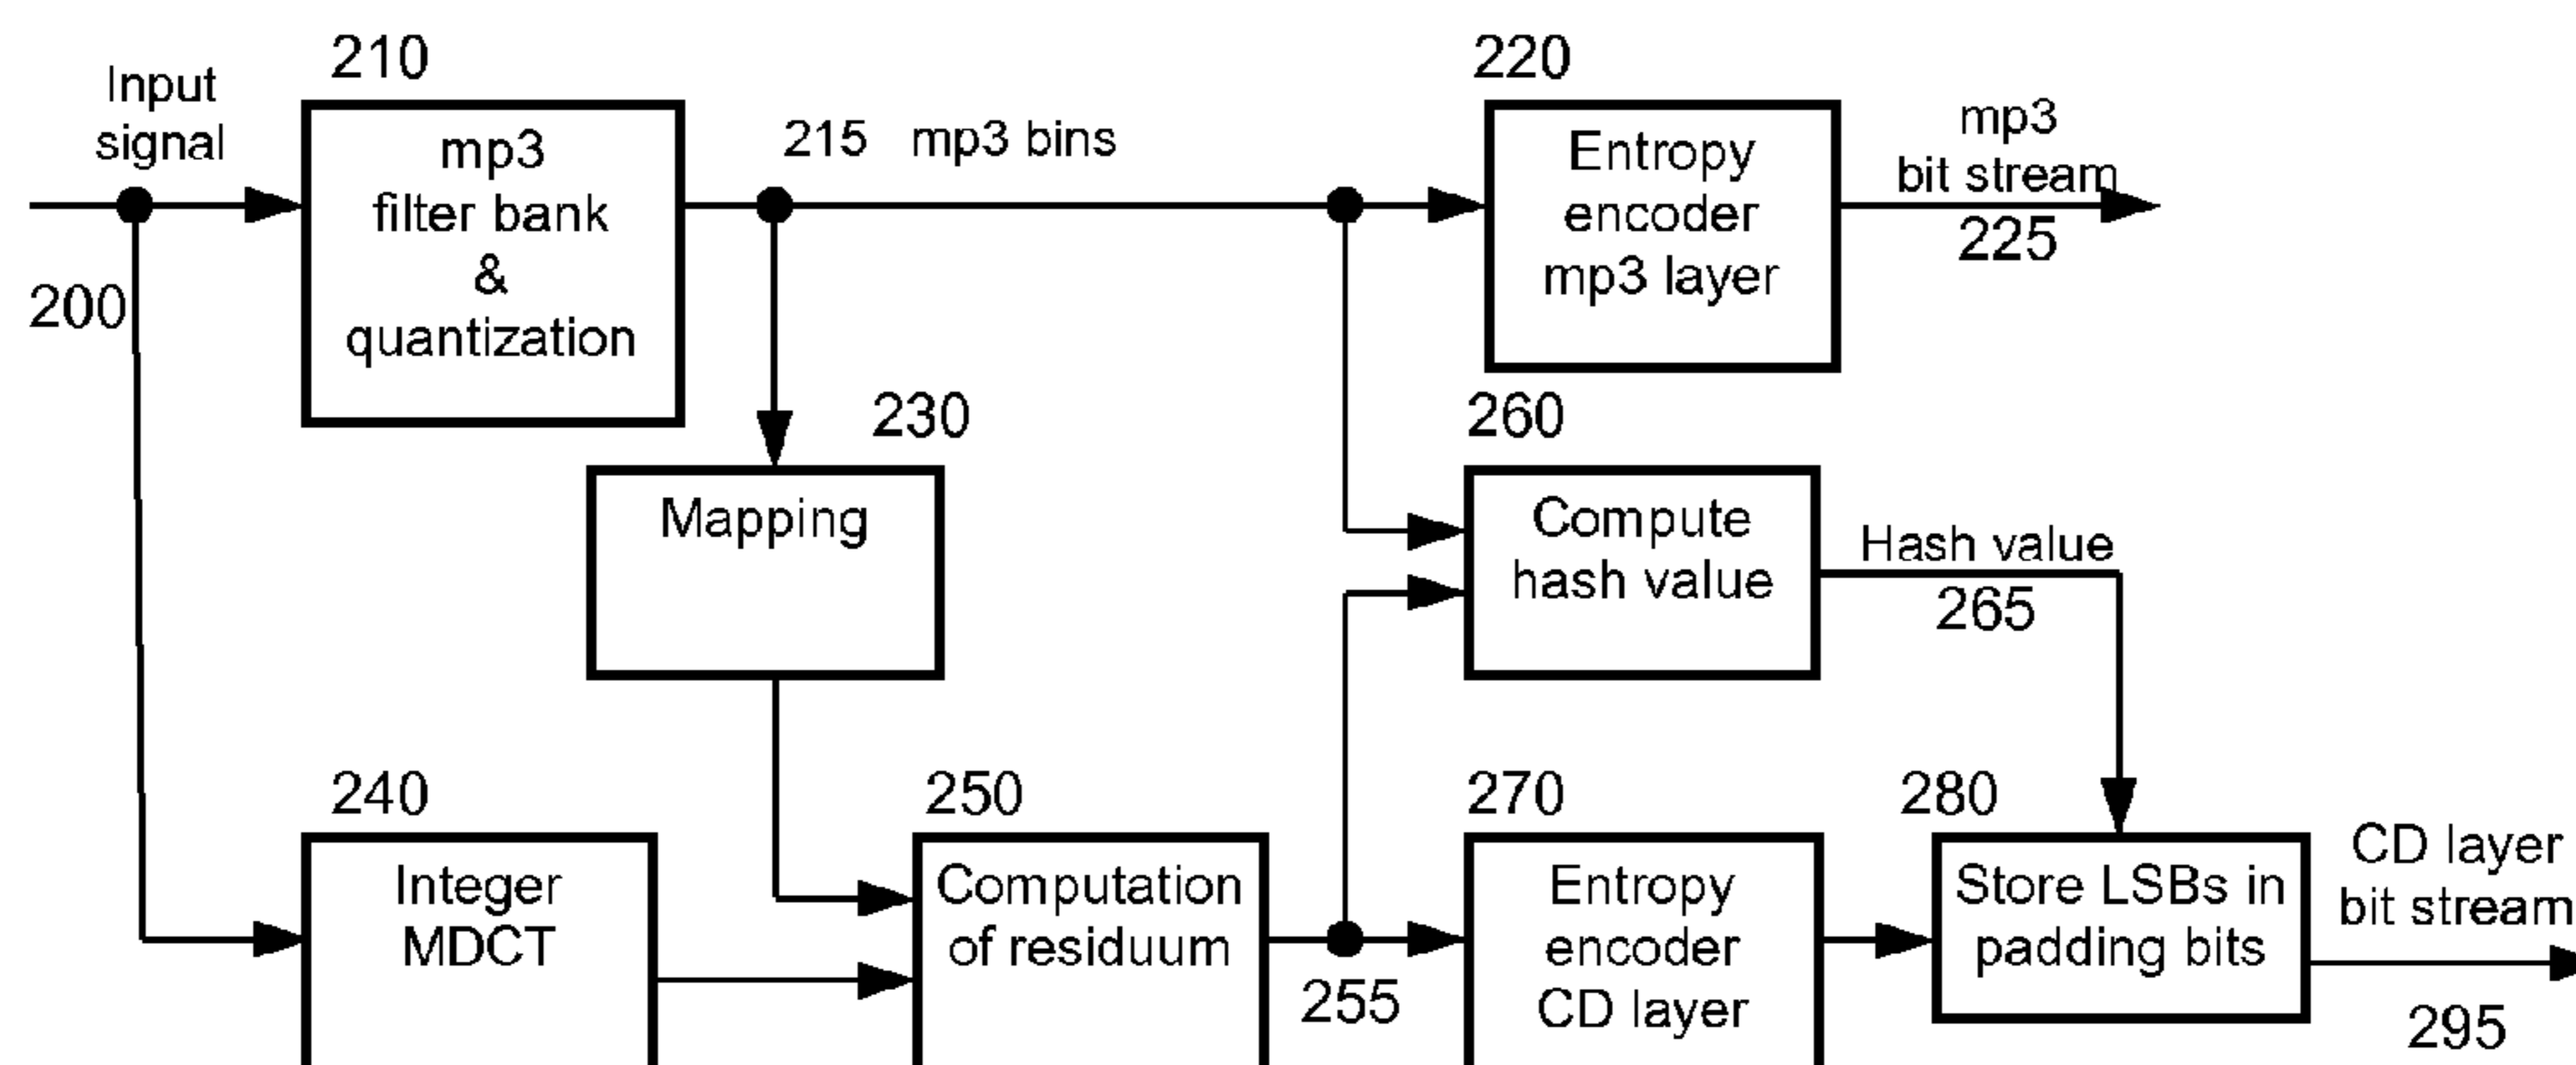 Input
signal
200
210
mp3
filter bank
&
quantization
215 mp3 bins
220
Entropy
encoder
mp3 layer
mp3
bit stream
225
230
Mapping
260
Compute
hash value
Hash value
265
240
Integer
MDCT
250
Computation
of residuum
255
270
Entropy
encoder
CD layer
280
Store LSBs in
padding bits
CD layer
bit stream
295